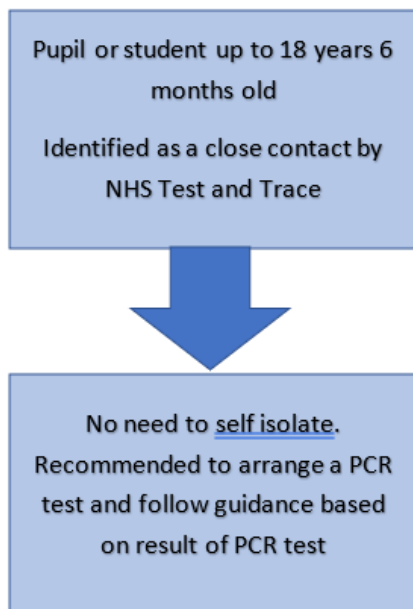 Pupil or student up to 18 years 6
months old
Identified as a close contact by
NHS Test and Trace
No need to self isolate.
Recommended to arrange a PCR
test and follow guidance based
on result of PCR test